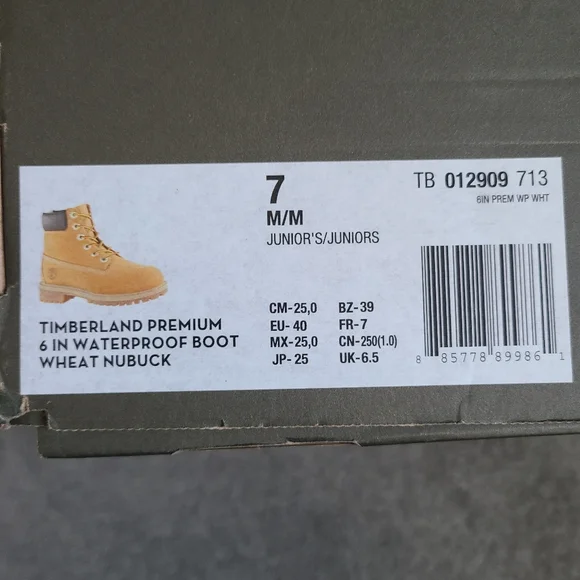 7
M/M
JUNIOR'S/JUNIORS
TB 012909 713
6IN PREM WP WHT
TIMBERLAND PREMIUM
6 IN WATERPROOF BOOT
WHEAT NUBUCK
CM-25,0 BZ-39
EU- 40 FR-7
MX-25,0 CN-250(1.0)
JP- 25 UK-6.5
8 85778 89986 1